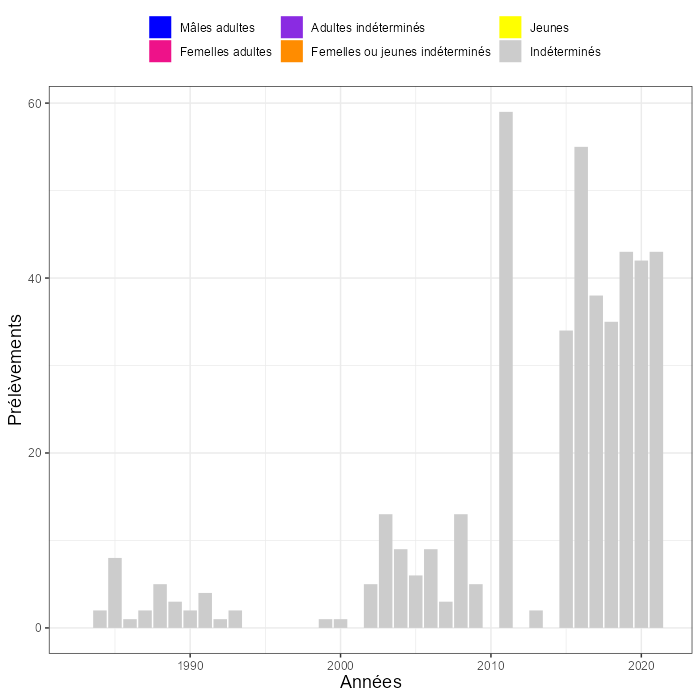 Mâles adultes
Adultes indéterminés
Jeunes
Femelles adultes
Femelles ou jeunes indéterminés
Indéterminés
60
40
20
0
Prélèvements
1990
2000
2010
2020
Années